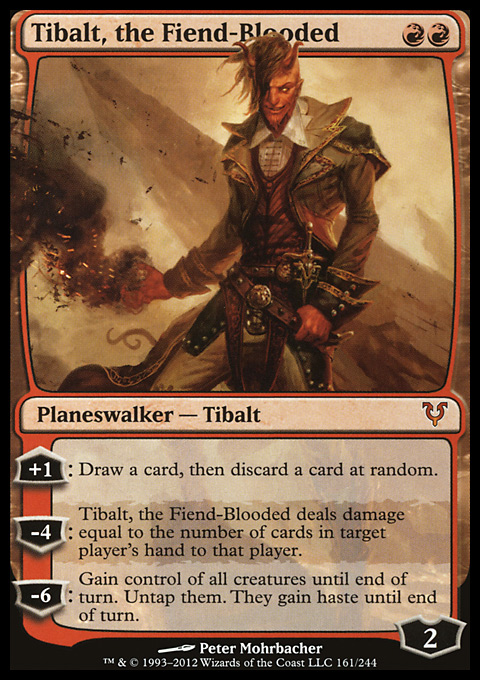 Tibalt, the Fiend-Blooded
Planeswalker — Tibalt
+1: Draw a card, then discard a card at random.
-4: Tibalt, the Fiend-Blooded deals damage
equal to the number of cards in target
player's hand to that player.
-6: Gain control of all creatures until end of
turn. Untap them. They gain haste until end
of turn.
2
Peter Mohrbacher
™ & © 1993–2012 Wizards of the Coast LLC 161/244